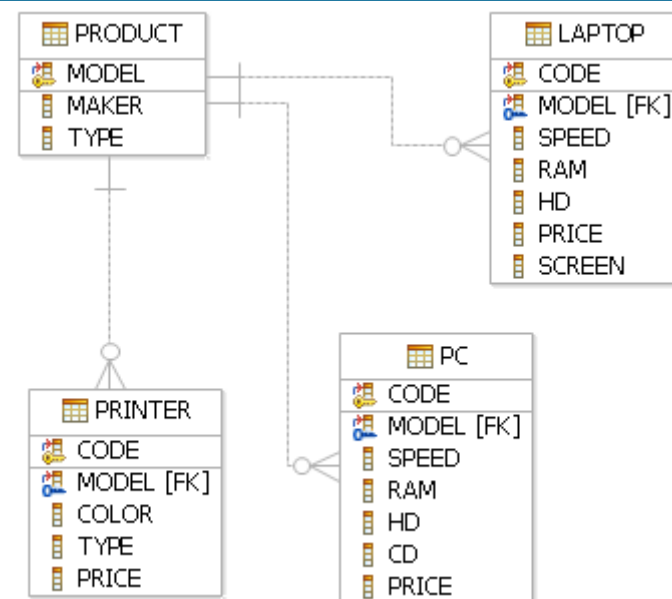 PRODUCT
MODEL
MAKER
TYPE
LAPTOP
CODE
MODEL [FK]
SPEED
RAM
HD
PRICE
SCREEN
PRINTER
CODE
MODEL [FK]
COLOR
TYPE
PRICE
PC
CODE
MODEL [FK]
SPEED
RAM
HD
CD
PRICE